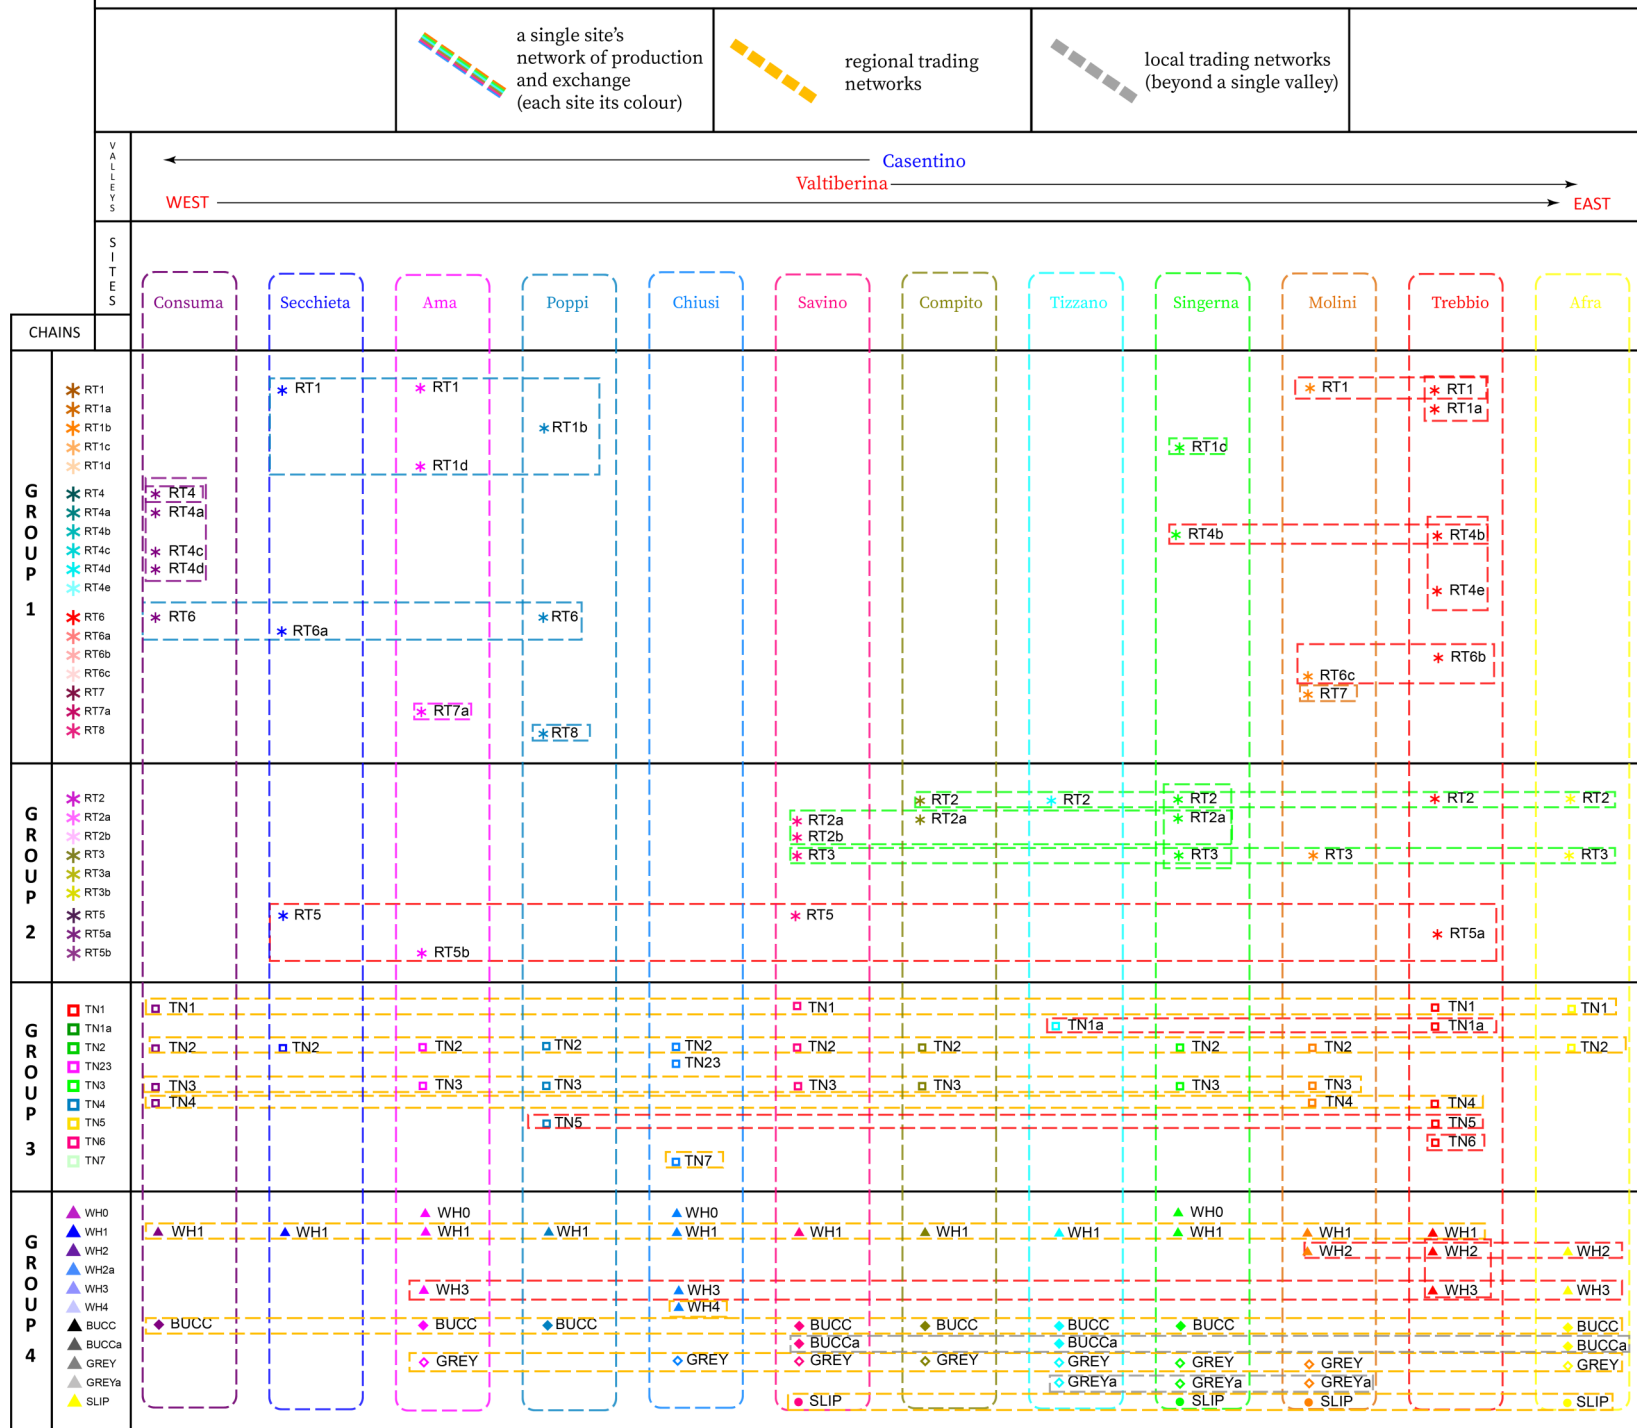 a single site's
network of production
and exchange
(each site its colour)
regional trading
networks
local trading networks
(beyond a single valley)
VALLEYS
Casentino
Valtiberina
WEST
EAST
SITES
Consuma Secchieta Ama Poppi Chiusi Savino Compito Tizzano Singerna Molini Trebbio Afra
CHAINS
GROUP 1
RT1 RT1 RT1 RT1 RT1
RT1a RT1a
RT1b RT1b
RT1c RT1c
RT1d RT1d
RT4 RT4
RT4a RT4a
RT4b RT4b RT4b
RT4c RT4c
RT4d RT4d
RT4e RT4e
RT6 RT6 RT6
RT6a RT6a
RT6b RT6b
RT6c RT6c
RT7 RT7
RT7a RT7a
RT8 RT8
GROUP 2
RT2 RT2 RT2 RT2 RT2 RT2
RT2a RT2a RT2a RT2a
RT2b RT2b
RT3 RT3 RT3 RT3 RT3
RT3a
RT3b
RT5 RT5 RT5
RT5a RT5a
RT5b RT5b
GROUP 3
TN1 TN1 TN1 TN1 TN1
TN1a TN1a TN1a
TN2 TN2 TN2 TN2 TN2 TN2 TN2 TN2 TN2 TN2 TN2
TN23 TN23
TN3 TN3 TN3 TN3 TN3 TN3 TN3 TN3
TN4 TN4 TN4 TN4
TN5 TN5 TN5
TN6 TN6
TN7 TN7
GROUP 4
WH0 WH0 WH0 WH0
WH1 WH1 WH1 WH1 WH1 WH1 WH1 WH1 WH1 WH1 WH1 WH1
WH2 WH2 WH2 WH2
WH2a
WH3 WH3 WH3 WH3 WH3
WH4 WH4
BUCC BUCC BUCC BUCC BUCC BUCC BUCC BUCC BUCC
BUCCa BUCCa BUCCa BUCCa
GREY GREY GREY GREY GREY GREY GREY GREY GREY
GREYa GREYa GREYa GREYa
SLIP SLIP SLIP SLIP SLIP